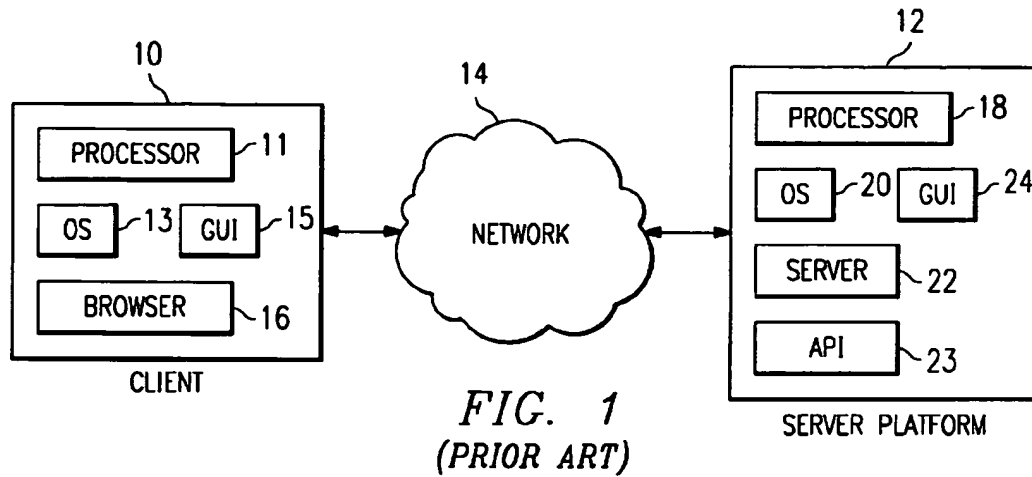 10
PROCESSOR 11
OS 13 GUI 15
BROWSER 16
CLIENT
14
NETWORK
12
PROCESSOR 18
OS 20 GUI 24
SERVER 22
API 23
SERVER PLATFORM
FIG. 1
(PRIOR ART)